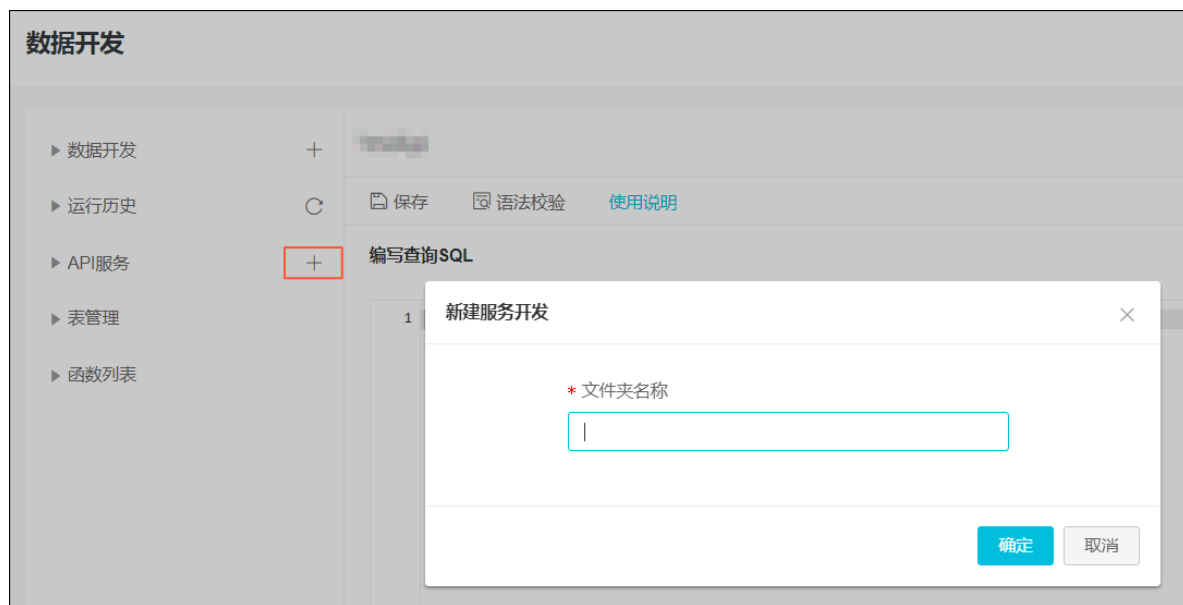 数据开发
数据开发
运行历史
API服务
表管理
函数列表
保存 语法校验 使用说明
编写查询SQL
1
新建服务开发
* 文件夹名称
确定 取消